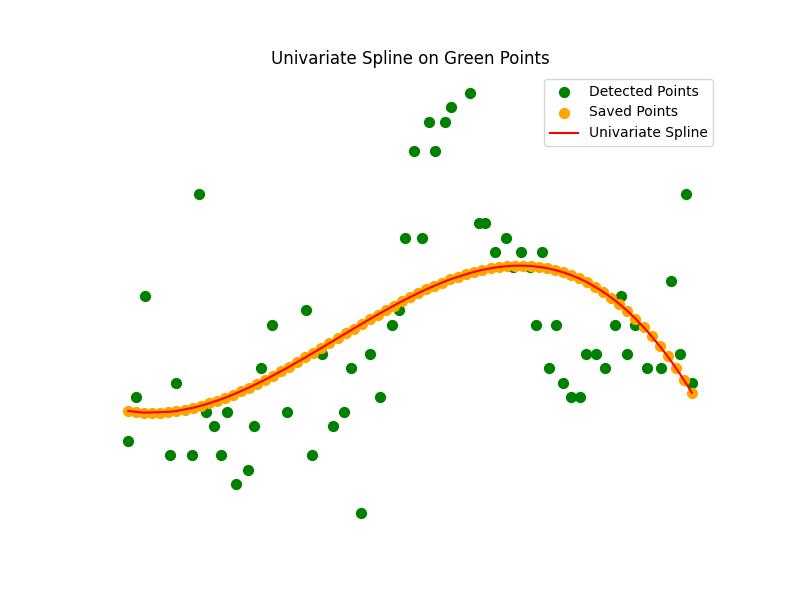 Univariate Spline on Green Points
Detected Points
Saved Points
Univariate Spline